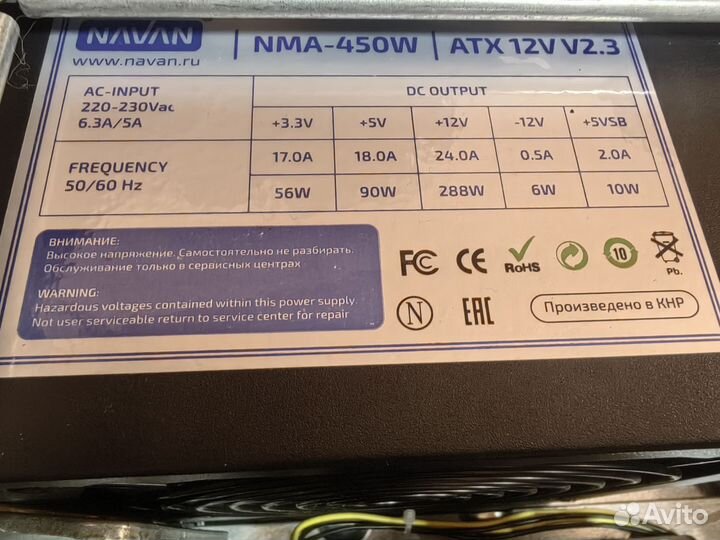 NAVAN
www.navan.ru
NMA-450W
ATX 12V V2.3
AC-INPUT
220-230Vac
6.3A/5A
DC OUTPUT
+3.3V +5V +12V -12V +5VSB
FREQUENCY
50/60 Hz
17.0A 18.0A 24.0A 0.5A 2.0A
56W 90W 288W 6W 10W
ВНИМАНИЕ:
Высокое напряжение. Самостоятельно не разбирать.
Обслуживание только в сервисных центрах
WARNING:
Hazardous voltages contained within this power supply
Not user serviceable return to service center for repair
FC CE RoHS 10 Pb.
N EAC Произведено в КНР
Avito